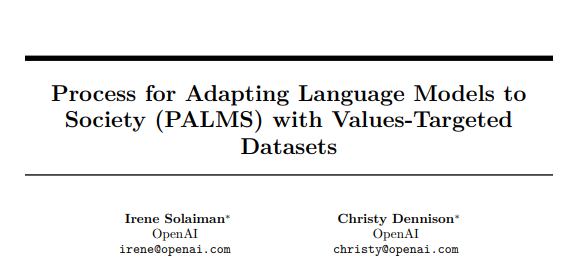 Process for Adapting Language Models to
Society (PALMS) with Values-Targeted
Datasets
Irene Solaiman*
OpenAI
irene@openai.com
Christy Dennison*
OpenAI
christy@openai.com